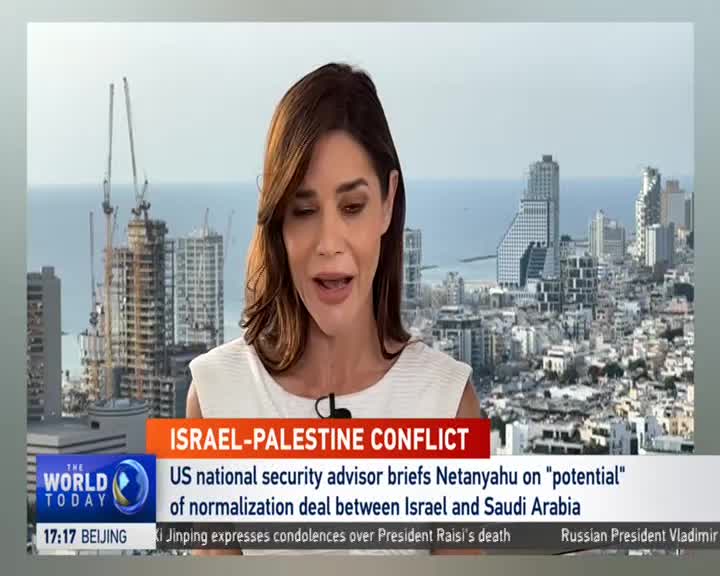 ISRAEL-PALESTINE CONFLICT
US national security advisor briefs Netanyahu on "potential"
of normalization deal between Israel and Saudi Arabia
THE
WORLD
TODAY
17:17 BEIJING
Xi Jinping expresses condolences over President Raisi's death Russian President Vladimir